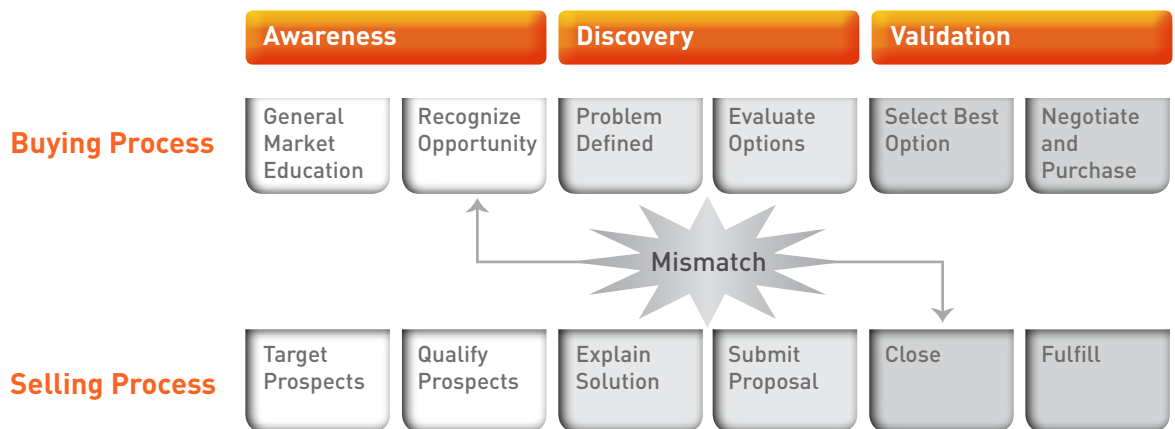 Awareness
Discovery
Validation
Buying Process
General
Market
Education
Recognize
Opportunity
Problem
Defined
Evaluate
Options
Select Best
Option
Negotiate
and
Purchase
Mismatch
Selling Process
Target
Prospects
Qualify
Prospects
Explain
Solution
Submit
Proposal
Close
Fulfill